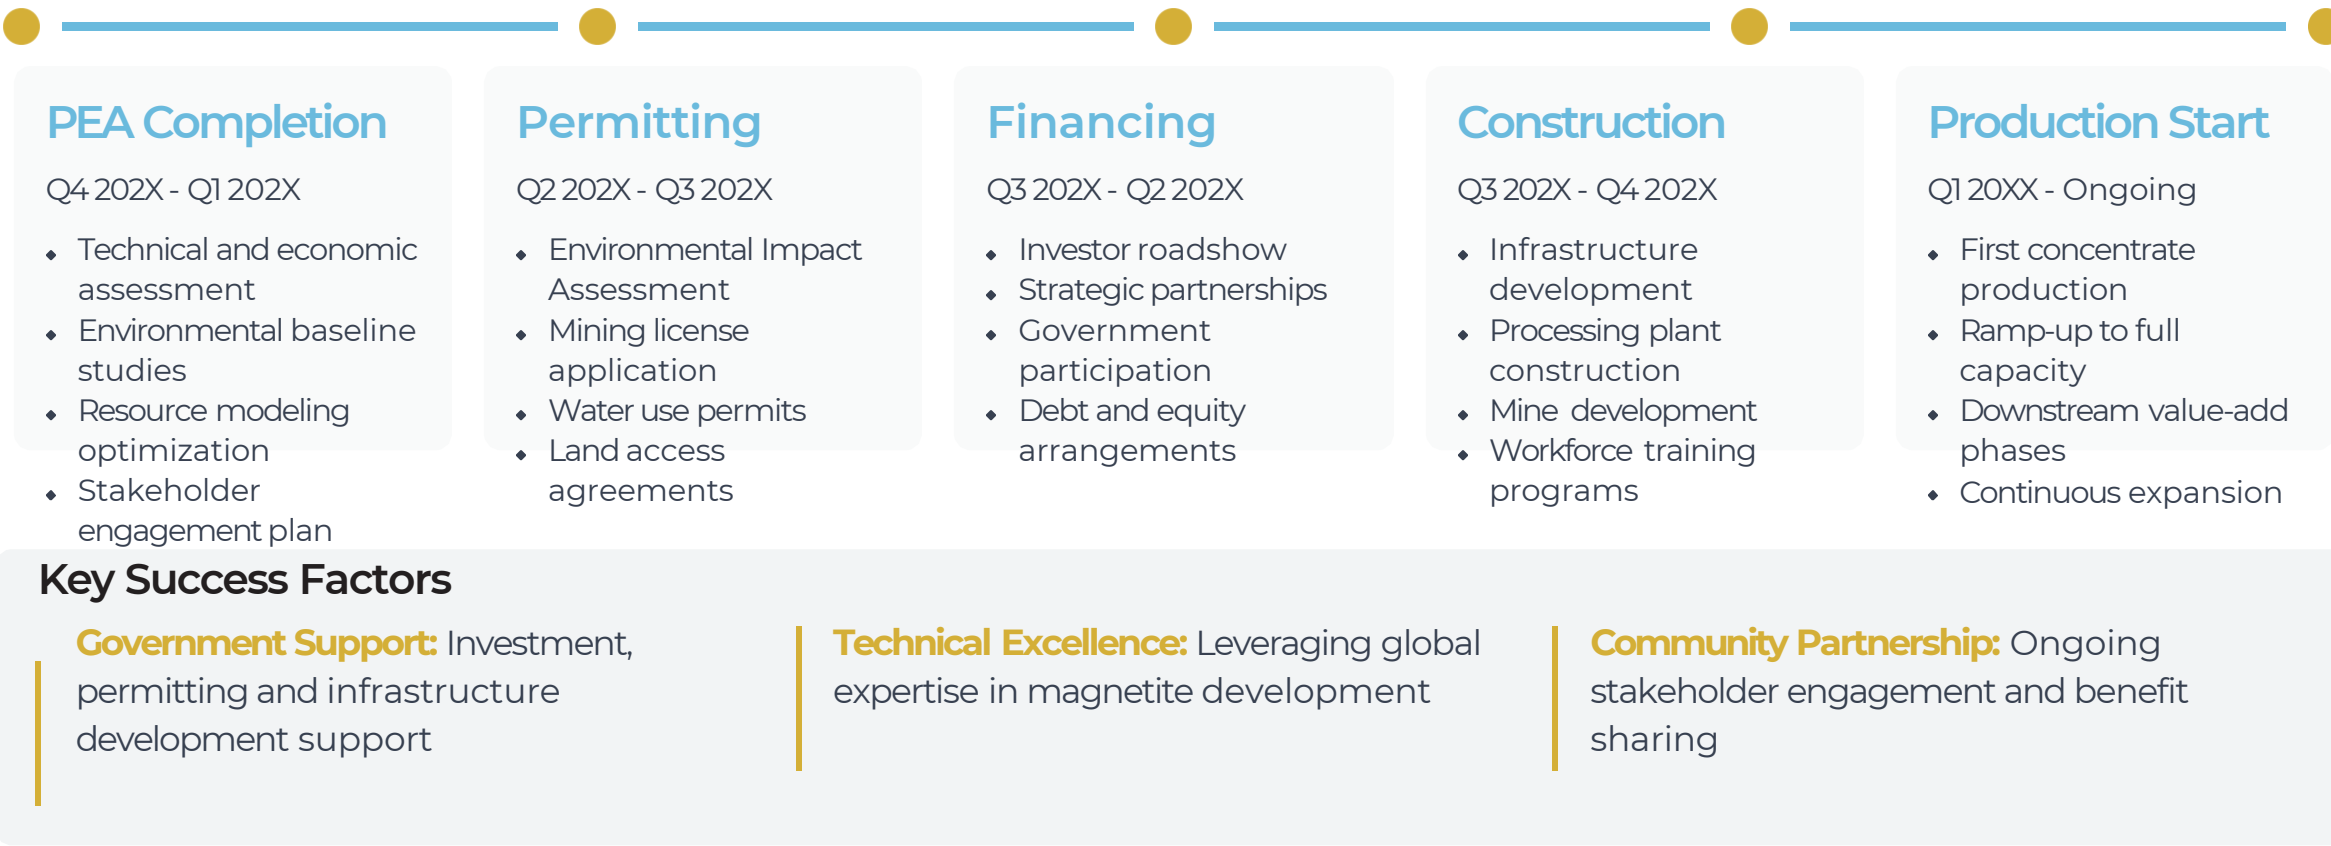 PEA Completion
Q4 202X - Q1 202X
• Technical and economic
assessment
• Environmental baseline
studies
• Resource modeling
optimization
• Stakeholder
engagement plan
Permitting
Q2 202X - Q3 202X
• Environmental Impact
Assessment
• Mining license
application
• Water use permits
• Land access
agreements
Financing
Q3 202X - Q2 202X
• Investor roadshow
• Strategic partnerships
• Government
participation
• Debt and equity
arrangements
Construction
Q3 202X - Q4 202X
• Infrastructure
development
• Processing plant
construction
• Mine development
• Workforce training
programs
Production Start
Q1 20XX - Ongoing
• First concentrate
production
• Ramp-up to full
capacity
• Downstream value-add
phases
• Continuous expansion
Key Success Factors
Government Support: Investment,
permitting and infrastructure
development support
Technical Excellence: Leveraging global
expertise in magnetite development
Community Partnership: Ongoing
stakeholder engagement and benefit
sharing